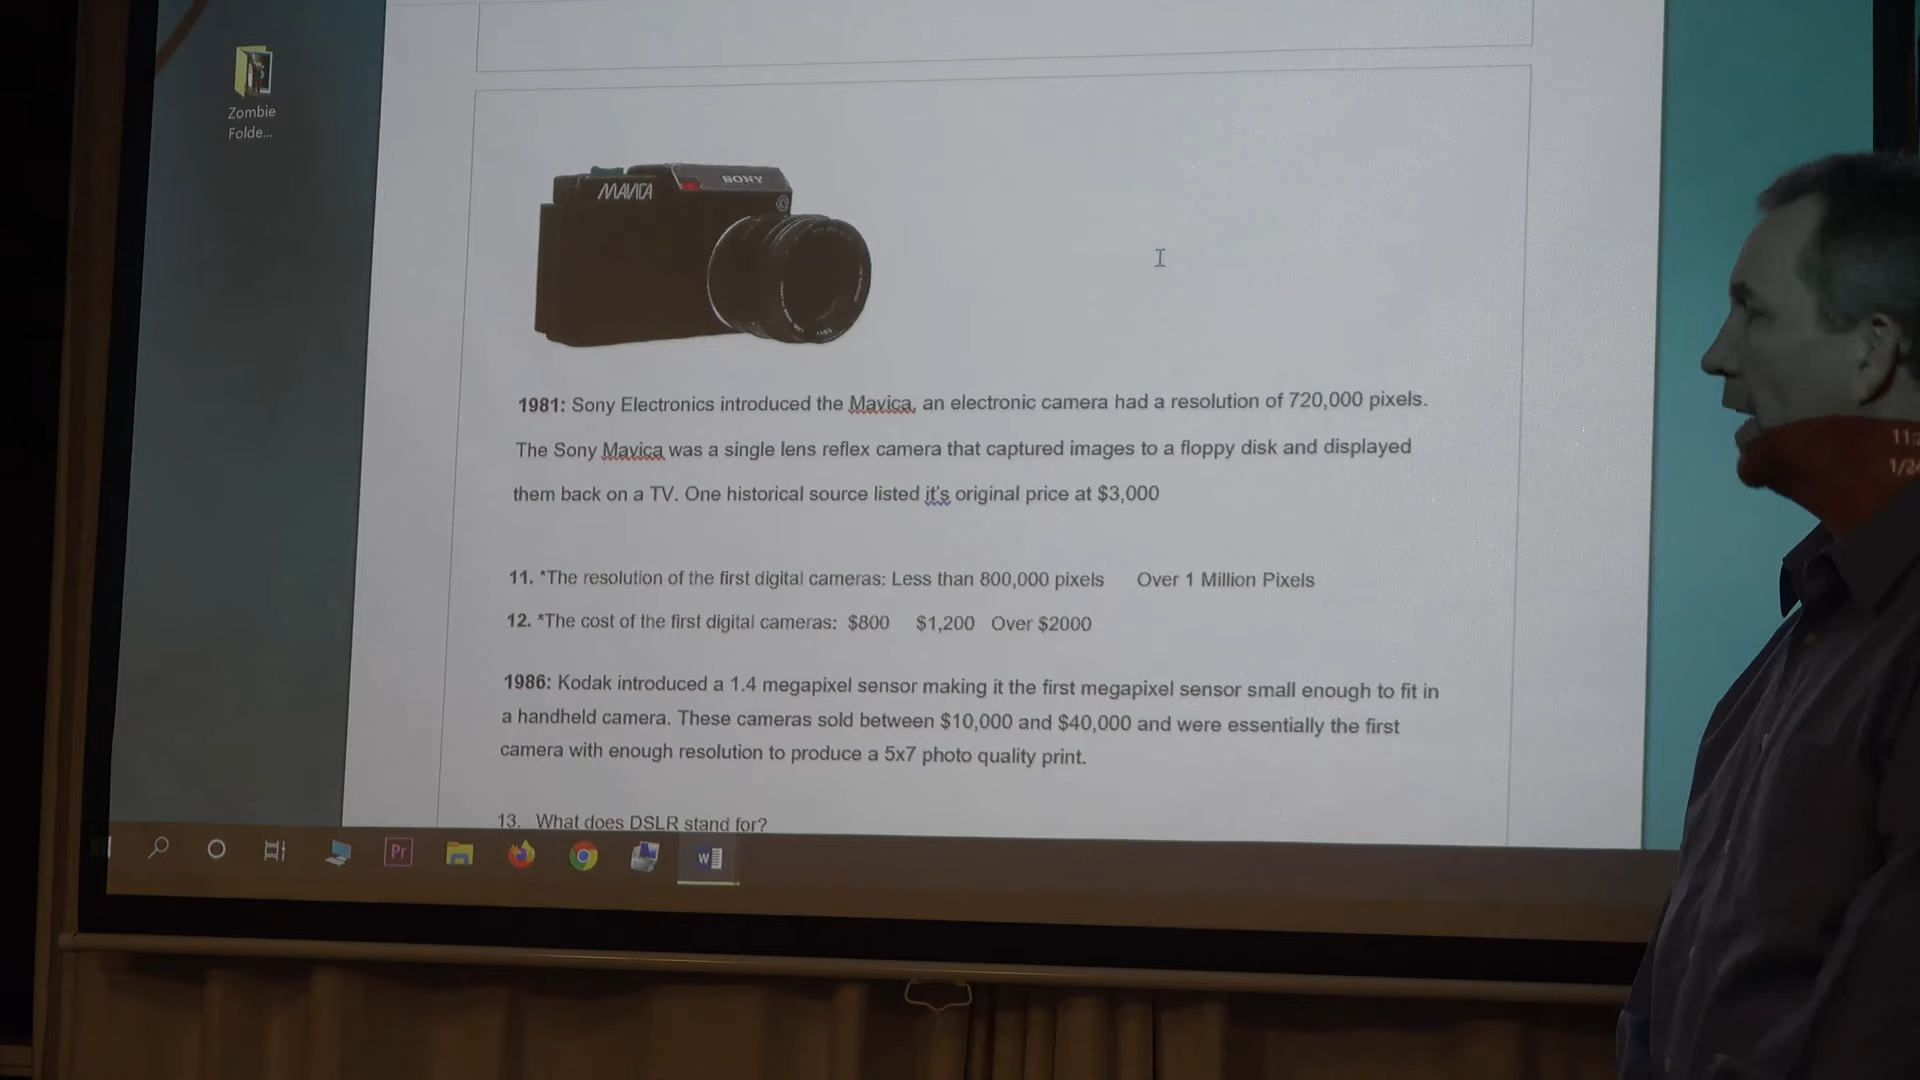 Zombie
Folde...
MAVICA
SONY
1981: Sony Electronics introduced the Mavica, an electronic camera had a resolution of 720,000 pixels.
The Sony Mavica was a single lens reflex camera that captured images to a floppy disk and displayed
them back on a TV. One historical source listed it's original price at $3,000
11. *The resolution of the first digital cameras: Less than 800,000 pixels Over 1 Million Pixels
12. *The cost of the first digital cameras: $800 $1,200 Over $2000
1986: Kodak introduced a 1.4 megapixel sensor making it the first megapixel sensor small enough to fit in
a handheld camera. These cameras sold between $10,000 and $40,000 and were essentially the first
camera with enough resolution to produce a 5x7 photo quality print.
13. What does DSLR stand for?
Pr
W